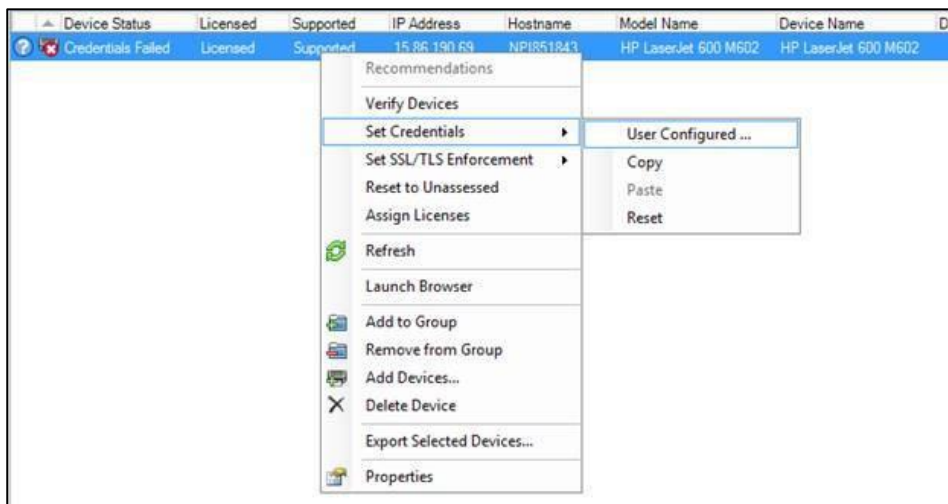 Device Status Licensed Supported IP Address Hostname Model Name Device Name D
Credentials Failed Licensed Supported 15.86.190.69 NPI851843 HP LaserJet 600 M602 HP LaserJet 600 M602
Recommendations
Verify Devices
Set Credentials
User Configured ...
Set SSL/TLS Enforcement
Copy
Reset to Unassessed
Paste
Assign Licenses
Reset
Refresh
Launch Browser
Add to Group
Remove from Group
Add Devices...
Delete Device
Export Selected Devices...
Properties